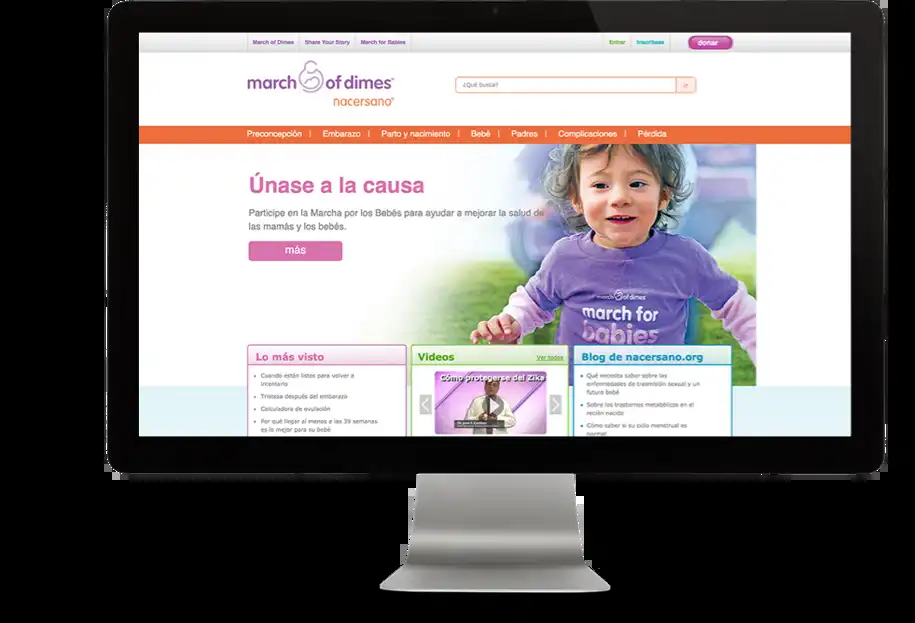 March of Dimes
Share Your Story
March for Babies
Entrar
Inscríbase
donar
march of dimes®
nacersano®
¿Qué busca?
ir
Preconcepción | Embarazo | Parto y nacimiento | Bebé | Padres | Complicaciones | Pérdida
Únase a la causa
Participe en la Marcha por los Bebés para ayudar a mejorar la salud de
las mamás y los bebés.
más
march of dimes
march for
babies
Lo más visto
Cuando están listos para volver a
intentarlo
Tristeza después del embarazo
Calculadora de ovulación
Por qué llegar al menos a las 39 semanas
es lo mejor para su bebé
Videos
Ver todos
Cómo protegerse del Zika
Blog de nacersano.org
Qué necesita saber sobre las
enfermedades de trasmisión sexual y un
futuro bebé
Sobre los trastornos metabólicos en el
recién nacido
Cómo saber si su ciclo menstrual es
normal